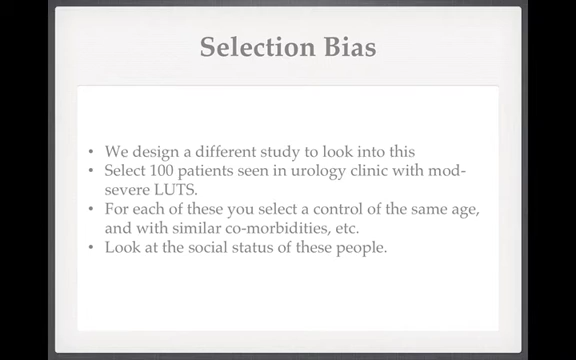 Selection Bias
• We design a different study to look into this
• Select 100 patients seen in urology clinic with mod-
severe LUTS.
• For each of these you select a control of the same age,
and with similar co-morbidities, etc.
• Look at the social status of these people.